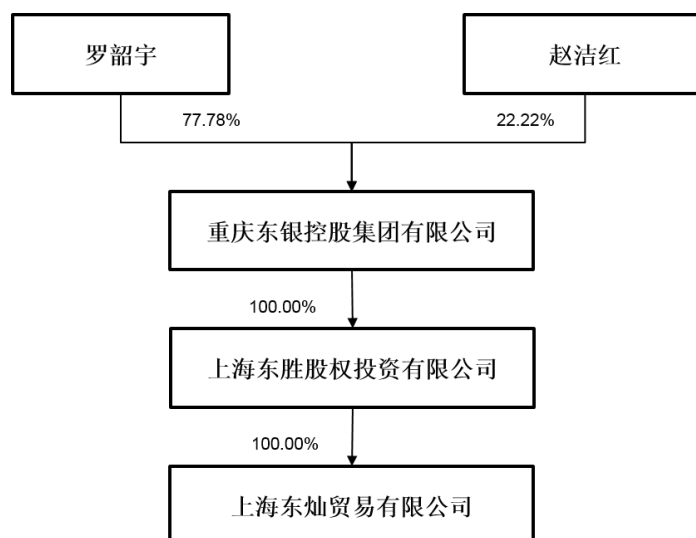 罗韶宇
赵洁红
77.78%
22.22%
重庆东银控股集团有限公司
100.00%
上海东胜股权投资有限公司
100.00%
上海东灿贸易有限公司